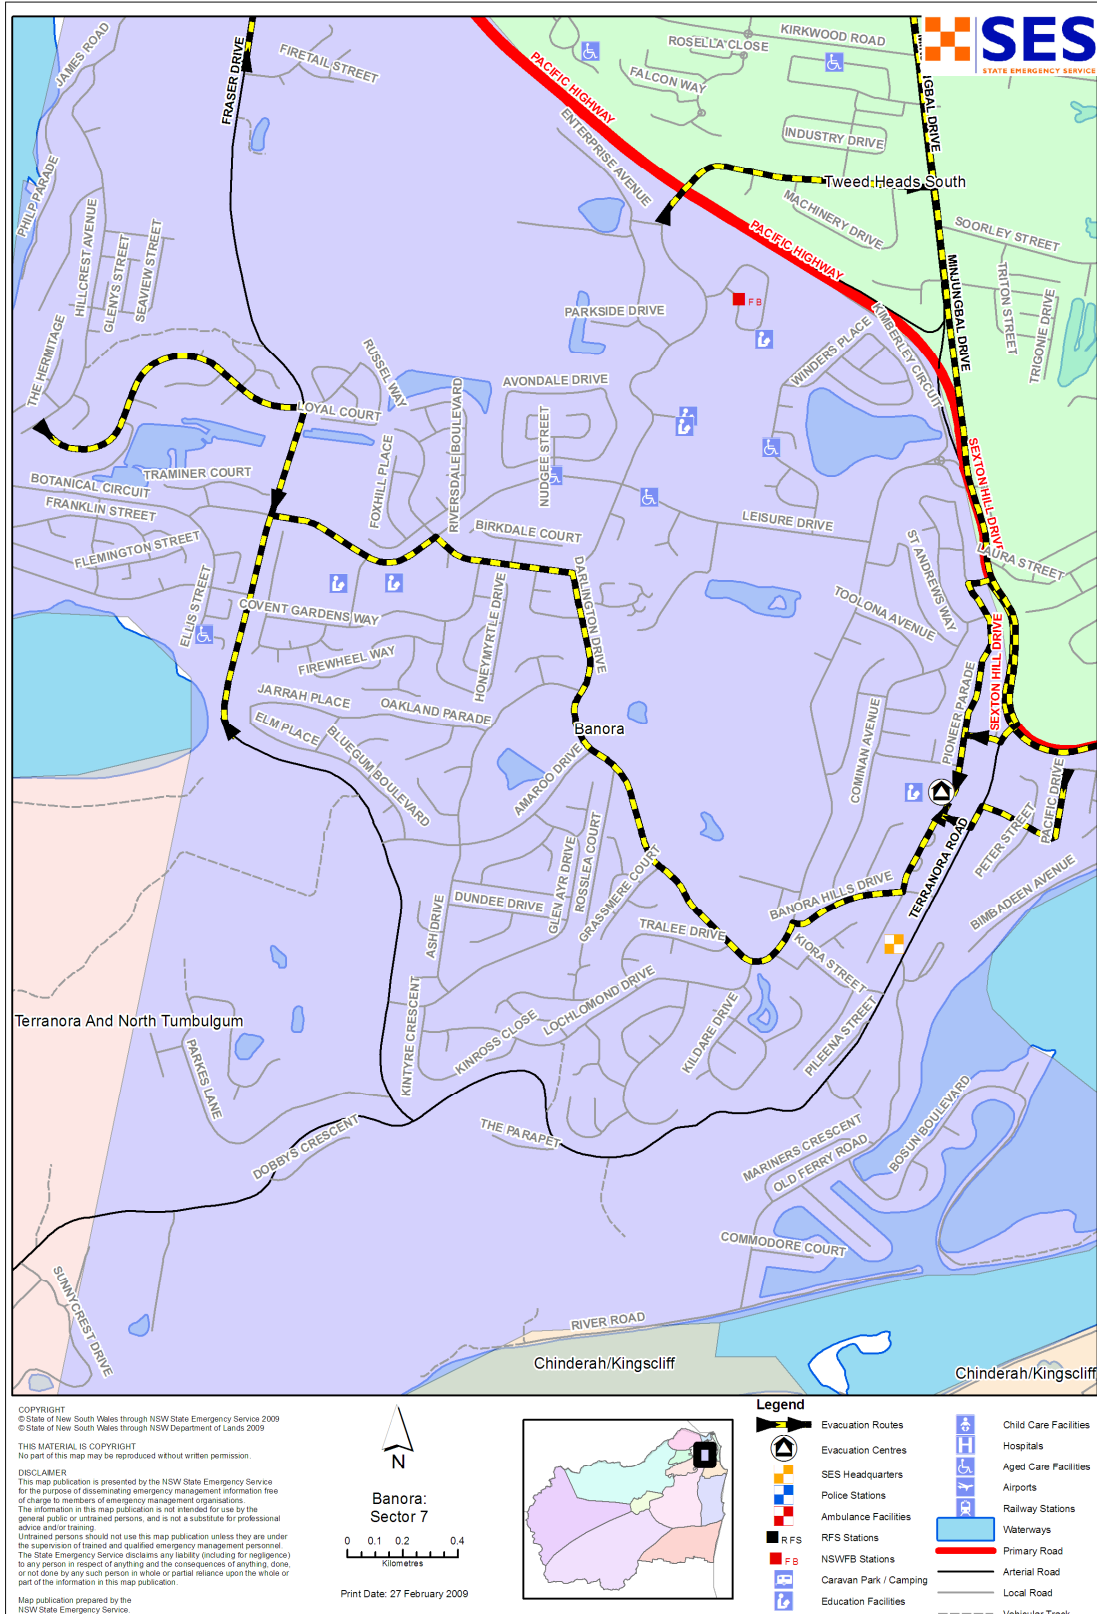 SES
STATE EMERGENCY SERVICE
JAMES ROAD
FRASER DRIVE
FIRETAIL STREET
PACIFIC HIGHWAY
ROSELLA CLOSE
KIRKWOOD ROAD
FALCON WAY
MINJUNGBAL DRIVE
ENTERPRISE AVENUE
INDUSTRY DRIVE
Tweed Heads South
PHILP PARADE
HILLCREST AVENUE
GLENYS STREET
SEAVIEW STREET
MACHINERY DRIVE
SOORLEY STREET
PACIFIC HIGHWAY
MINJUNGBAL DRIVE
TRITON STREET
TRIGONIE DRIVE
FB
PARKSIDE DRIVE
KIMBERLEY CIRCUIT
WINDERS PLACE
THE HERMITAGE
RUSSEL WAY
AVONDALE DRIVE
LOYAL COURT
RIVERSDALE BOULEVARD
NUDGEE STREET
FOXHILL PLACE
TRAMINER COURT
BOTANICAL CIRCUIT
FRANKLIN STREET
FLEMINGTON STREET
BIRKDALE COURT
LEISURE DRIVE
SEXTON HILL DRIVE
LAURA STREET
ST ANDREWS WAY
TOOLONA AVENUE
ELLIS STREET
COVENT GARDENS WAY
HONEYMYRTLE DRIVE
DARLINGTON DRIVE
FIREWHEEL WAY
JARRAH PLACE
OAKLAND PARADE
ELM PLACE
BLUEGUM BOULEVARD
Banora
AMAROO DRIVE
COMINAN AVENUE
PIONEER PARADE
SEXTON HILL DRIVE
PACIFIC DRIVE
PETER STREET
TERRANORA ROAD
BIMBADEEN AVENUE
GLEN AYR DRIVE
ROSSLEA COURT
GRASSMERE COURT
DUNDEE DRIVE
ASH DRIVE
BANORA HILLS DRIVE
TRALEE DRIVE
KIORA STREET
LOCHLOMOND DRIVE
KINTYRE CRESCENT
KINROSS CLOSE
KILDARE DRIVE
PILEENA STREET
Terranora And North Tumbulgum
PARKES LANE
DOBBYS CRESCENT
THE PARAPET
MARINERS CRESCENT
OLD FERRY ROAD
BOSUN BOULEVARD
COMMODORE COURT
SUNNYCREST DRIVE
RIVER ROAD
Chinderah/Kingscliff
Chinderah/Kingscliff
COPYRIGHT
© State of New South Wales through NSW State Emergency Service 2009
© State of New South Wales through NSW Department of Lands 2009
THIS MATERIAL IS COPYRIGHT
No part of this map may be reproduced without written permission.
DISCLAIMER
This map publication is presented by the NSW State Emergency Service
for the purpose of disseminating emergency management information free
of charge to members of emergency management organisations.
The information in this map publication is not intended for use by the
general public or untrained persons, and is not a substitute for professional
advice and/or training.
Untrained persons should not use this map publication unless they are under
the supervision of trained and qualified emergency management personnel.
The State Emergency Service disclaims any liability (including for negligence)
to any person in respect of anything and the consequences of anything, done,
or not done by any such person in whole or partial reliance upon the whole or
part of the information in this map publication.
Map publication prepared by the
NSW State Emergency Service.
N
Banora:
Sector 7
0 0.1 0.2 0.4
Kilometres
Print Date: 27 February 2009
Legend
Evacuation Routes
Evacuation Centres
SES Headquarters
Police Stations
Ambulance Facilities
RFS RFS Stations
FB NSWFB Stations
Caravan Park / Camping
Education Facilities
Child Care Facilities
H Hospitals
Aged Care Facilities
Airports
Railway Stations
Waterways
Primary Road
Arterial Road
Local Road
Vehicular Track